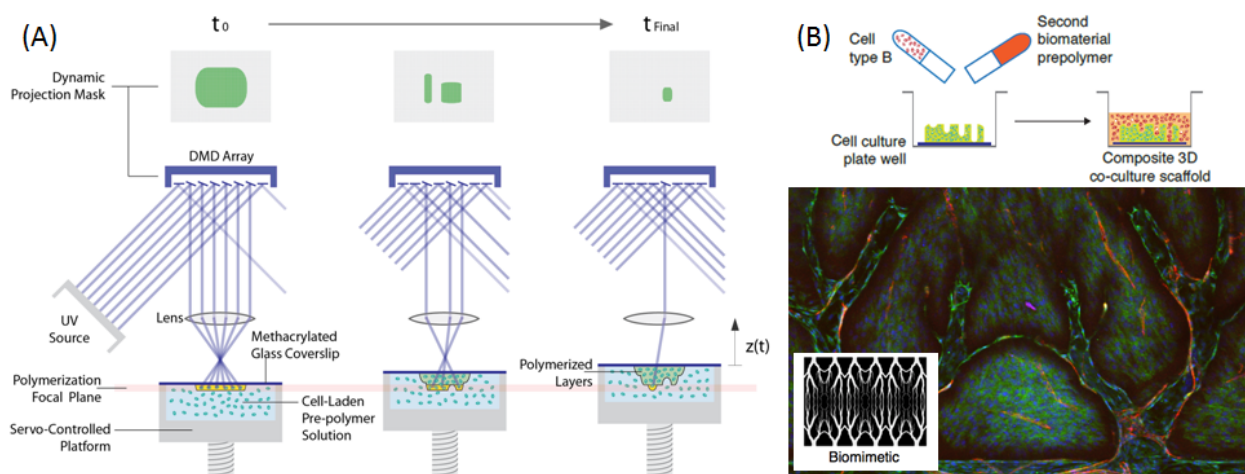 (A)
t0
tFinal
Dynamic
Projection Mask
DMD Array
UV
Source
Lens
Methacrylated
Glass Coverslip
z(t)
Polymerized
Layers
Polymerization
Focal Plane
Cell-Laden
Pre-polymer
Solution
Servo-Controlled
Platform
(B)
Cell
type B
Second
biomaterial
prepolymer
Cell culture
plate well
Composite 3D
co-culture scaffold
Biomimetic